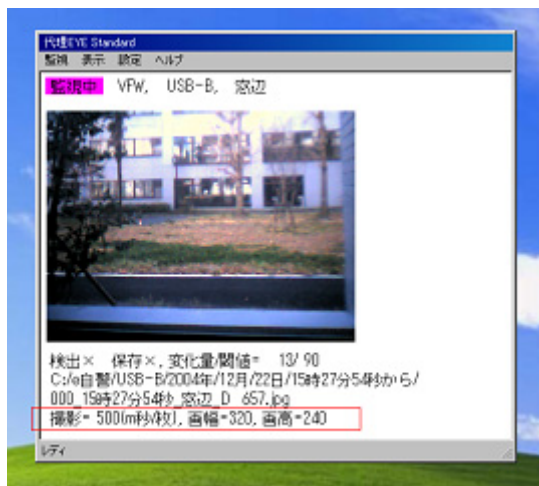 代理EYE Standard
監視 表示 設定 ヘルプ
監視中 VFW, USB-B, 窓辺
検出× 保存×, 変化量/閾値= 13/ 90
C:/e自警/USB-B/2004年/12月/22日/15時27分54秒から/
000_15時27分54秒_窓辺_D_657.jpg
撮影= 500(m秒/枚), 画幅=320, 画高=240
レディ